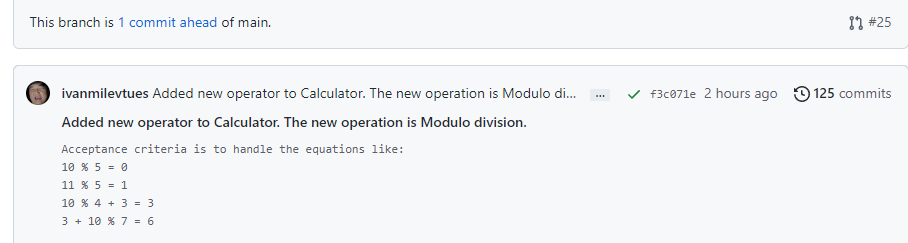 This branch is 1 commit ahead of main.
#25
ivanmilevtues Added new operator to Calculator. The new operation is Modulo di... ... f3c071e 2 hours ago 125 commits
Added new operator to Calculator. The new operation is Modulo division.
Acceptance criteria is to handle the equations like:
10 % 5 = 0
11 % 5 = 1
10 % 4 + 3 = 3
3 + 10 % 7 = 6